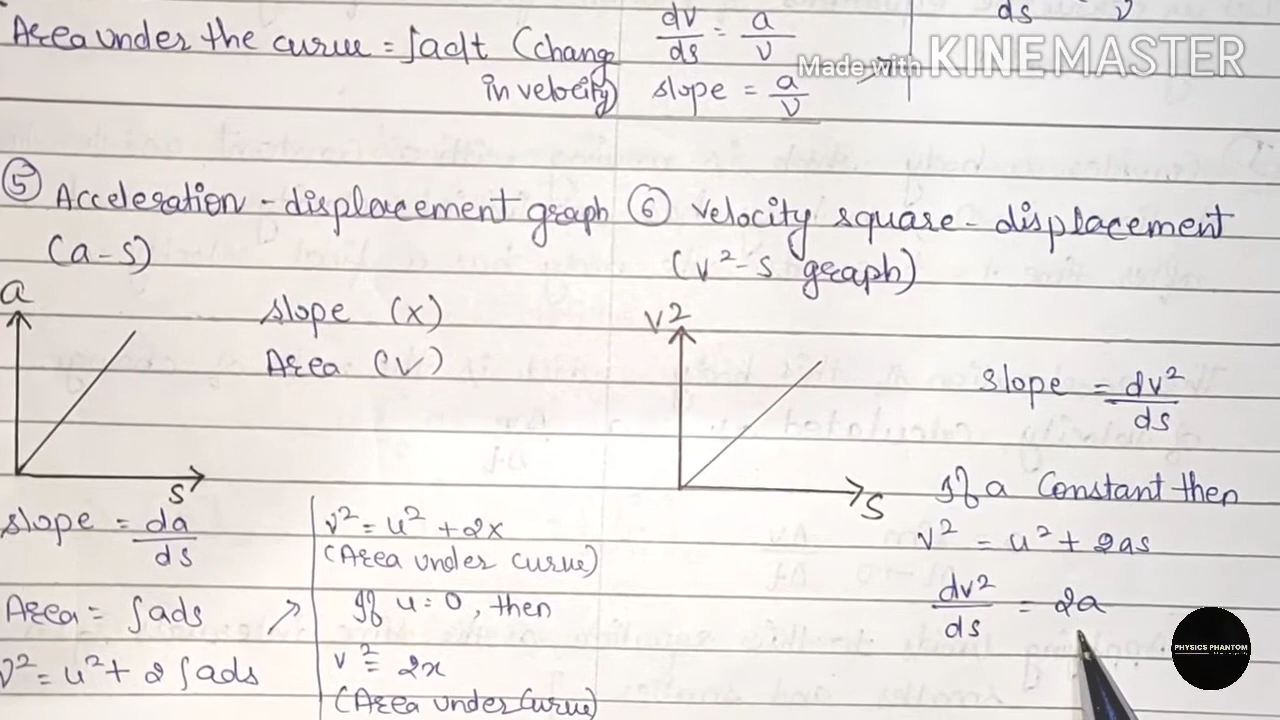 Area under the curve = ∫adt (change
in velocity)
dv/ds = a/v
slope = a/v
ds v
Made with KINEMASTER
⑤ Acceleration - displacement graph
(a-s)
a
s
slope (x)
Area (✓)
slope = da/ds
Area = ∫ads
v² = u² + 2∫ads
v² = u² + 2x
(Area under curve)
If u = 0, then
v² = 2x
(Area under curve)
⑥ Velocity square - displacement
(v² - s graph)
v2
s
slope = dv²/ds
If a Constant then
v² = u² + 2as
dv²/ds = 2a
PHYSICS PHANTOM